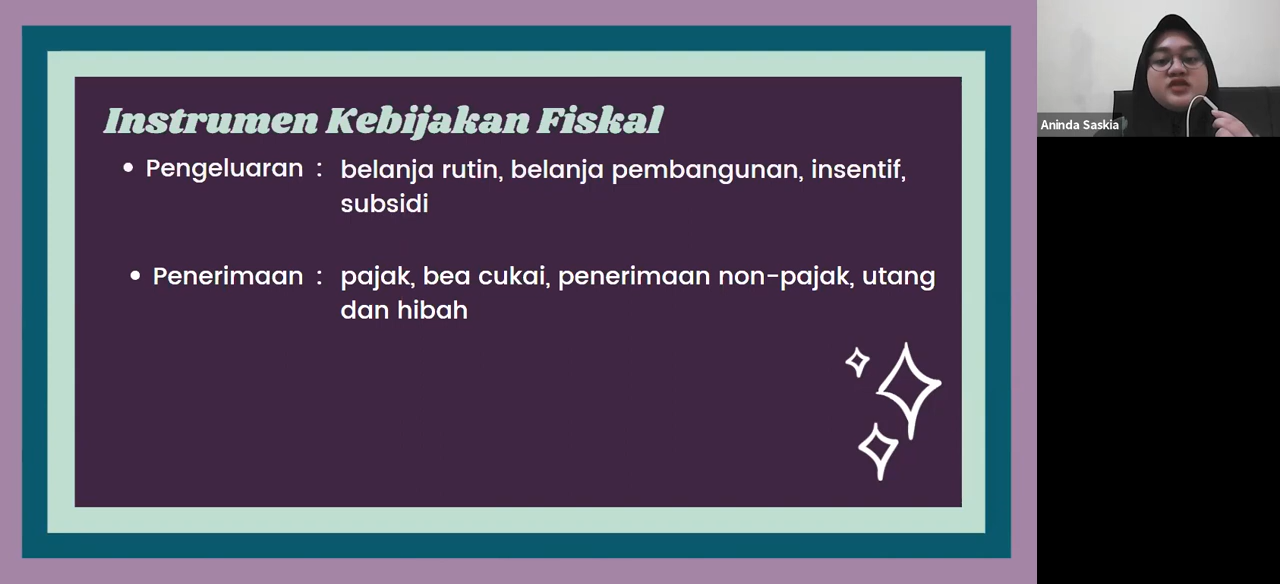 Instrumen Kebijakan Fiskal
• Pengeluaran : belanja rutin, belanja pembangunan, insentif,
subsidi
• Penerimaan : pajak, bea cukai, penerimaan non-pajak, utang
dan hibah
Aninda Saskia